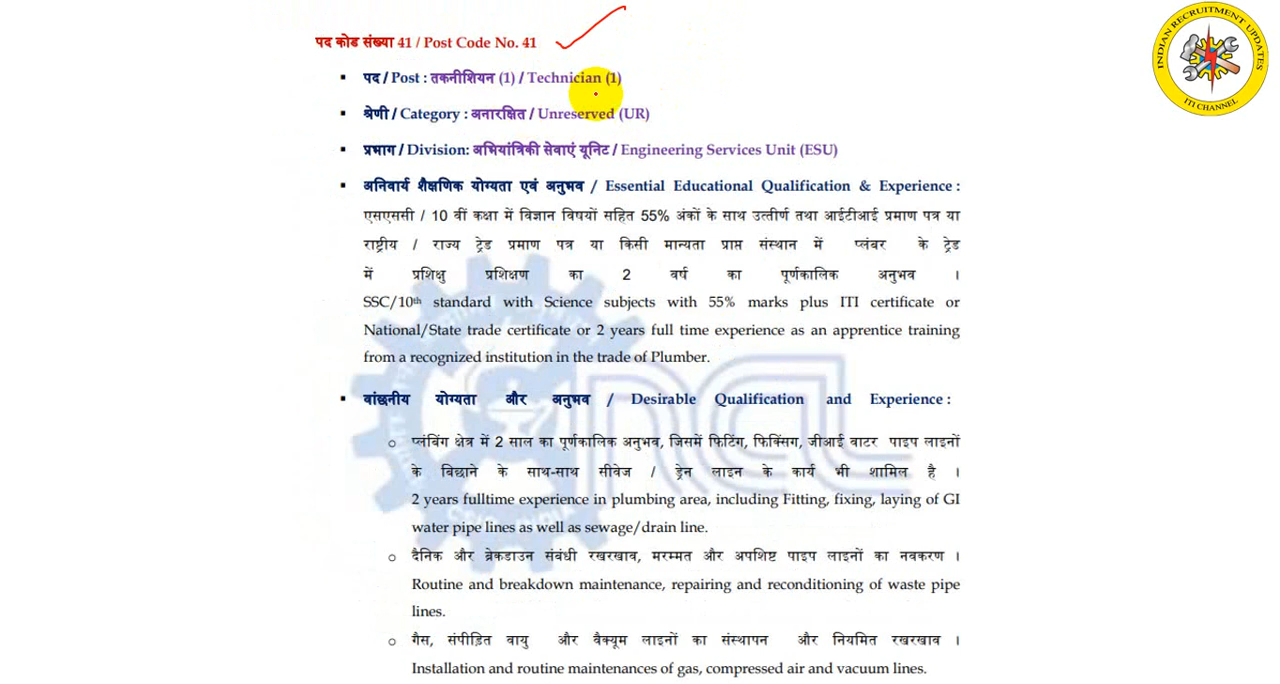 पद कोड संख्या 41 / Post Code No. 41
INDIAN RECRUITMENT UPDATES
ITI CHANNEL
▪ पद / Post : तकनीशियन (1) / Technician (1)
▪ श्रेणी / Category : अनारक्षित / Unreserved (UR)
▪ प्रभाग / Division: अभियांत्रिकी सेवाएं यूनिट / Engineering Services Unit (ESU)
▪ अनिवार्य शैक्षणिक योग्यता एवं अनुभव / Essential Educational Qualification & Experience :
एसएससी / 10 वीं कक्षा में विज्ञान विषयों सहित 55% अंकों के साथ उत्तीर्ण तथा आईटीआई प्रमाण पत्र या
राष्ट्रीय / राज्य ट्रेड प्रमाण पत्र या किसी मान्यता प्राप्त संस्थान में प्लंबर के ट्रेड
में प्रशिक्षु प्रशिक्षण का 2 वर्ष का पूर्णकालिक अनुभव ।
SSC/10th standard with Science subjects with 55% marks plus ITI certificate or
National/State trade certificate or 2 years full time experience as an apprentice training
from a recognized institution in the trade of Plumber.
▪ वांछनीय योग्यता और अनुभव / Desirable Qualification and Experience :
o प्लंबिंग क्षेत्र में 2 साल का पूर्णकालिक अनुभव, जिसमें फिटिंग, फिक्सिंग, जीआई वाटर पाइप लाइनों
के बिछाने के साथ-साथ सीवेज / ड्रेन लाइन के कार्य भी शामिल है ।
2 years fulltime experience in plumbing area, including Fitting, fixing, laying of GI
water pipe lines as well as sewage/drain line.
o दैनिक और ब्रेकडाउन संबंधी रखरखाव, मरम्मत और अपशिष्ट पाइप लाइनों का नवकरण ।
Routine and breakdown maintenance, repairing and reconditioning of waste pipe
lines.
o गैस, संपीड़ित वायु और वैक्यूम लाइनों का संस्थापन और नियमित रखरखाव ।
Installation and routine maintenances of gas, compressed air and vacuum lines.
ncl